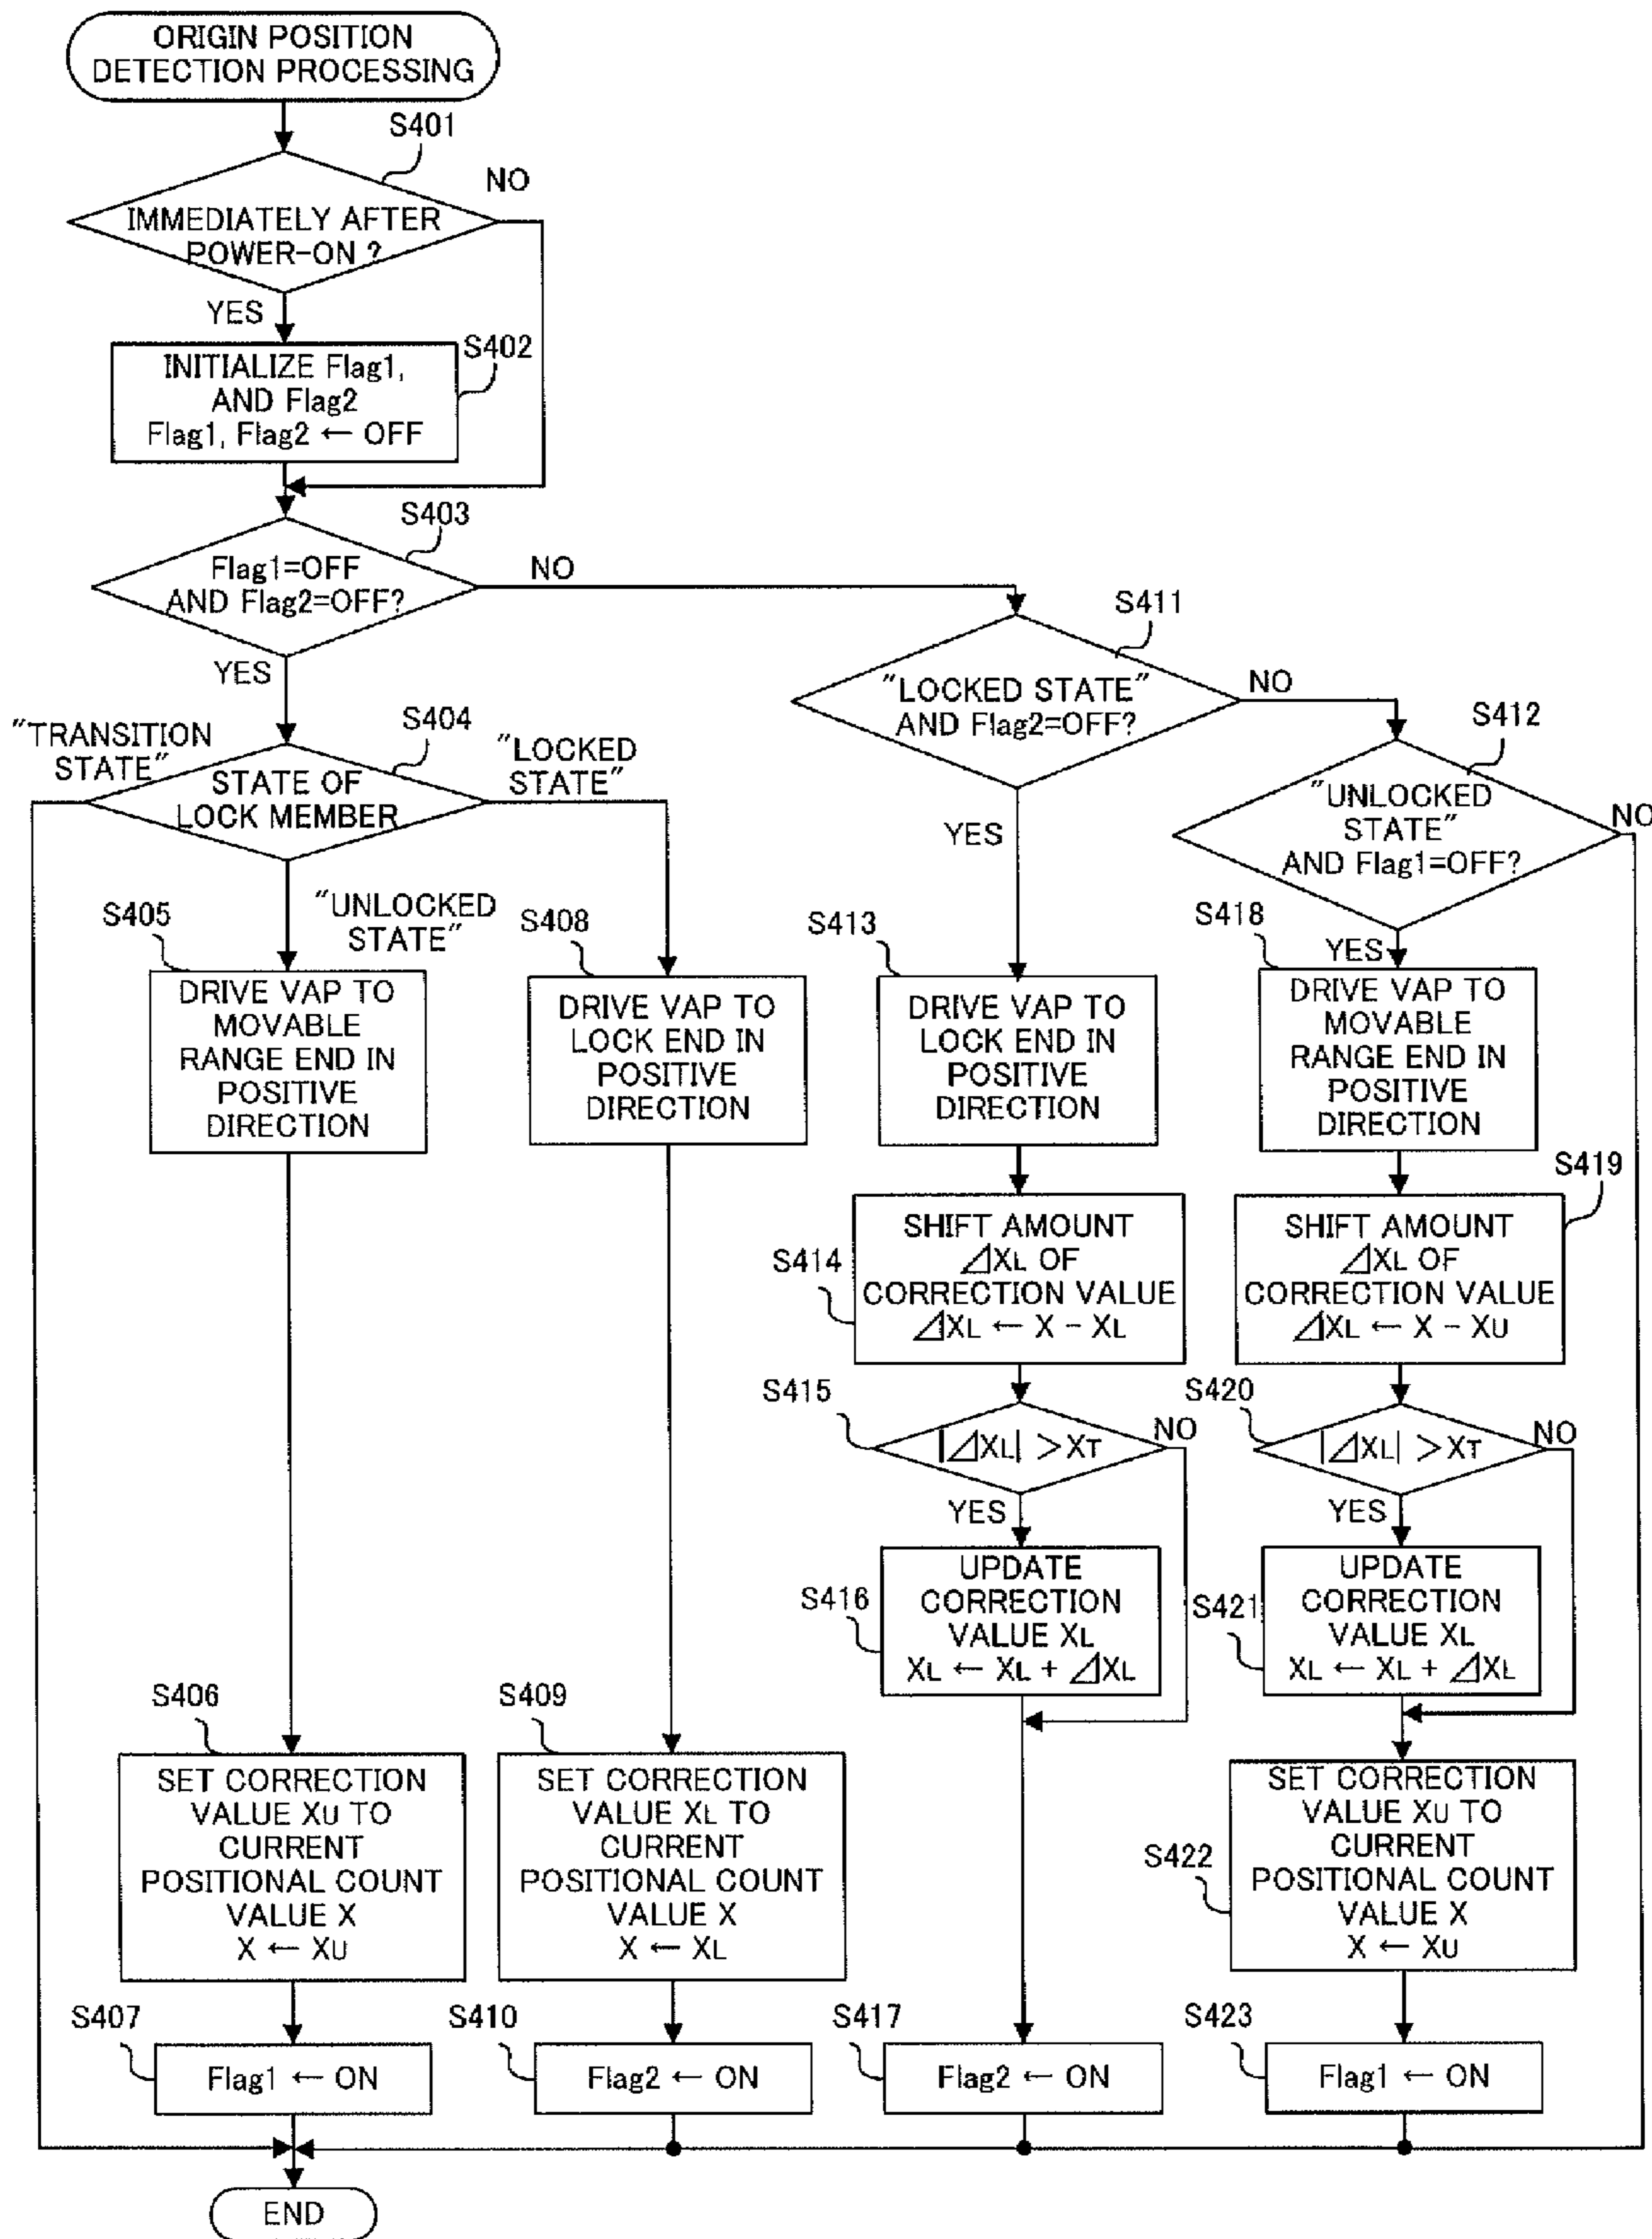 ORIGIN POSITION
DETECTION PROCESSING
S401
NO
IMMEDIATELY AFTER
POWER-ON ?
YES
S402
INITIALIZE Flag1,
AND Flag2
Flag1, Flag2 ← OFF
S403
Flag1=OFF
AND Flag2=OFF?
NO
YES
S411
"LOCKED STATE"
AND Flag2=OFF?
NO
YES
S412
"UNLOCKED
STATE"
AND Flag1=OFF?
NO
YES
"TRANSITION
STATE"
S404
STATE OF
LOCK MEMBER
"LOCKED
STATE"
"UNLOCKED
STATE"
S405
DRIVE VAP TO
MOVABLE
RANGE END IN
POSITIVE
DIRECTION
S408
DRIVE VAP TO
LOCK END IN
POSITIVE
DIRECTION
S413
DRIVE VAP TO
LOCK END IN
POSITIVE
DIRECTION
S418
DRIVE VAP TO
MOVABLE
RANGE END IN
POSITIVE
DIRECTION
S414
SHIFT AMOUNT
⊿XL OF
CORRECTION VALUE
⊿XL ← X - XL
S419
SHIFT AMOUNT
⊿XL OF
CORRECTION VALUE
⊿XL ← X - XU
S415
|⊿XL| >XT
NO
YES
S420
|⊿XL| >XT
NO
YES
S416
UPDATE
CORRECTION
VALUE XL
XL ← XL + ⊿XL
S421
UPDATE
CORRECTION
VALUE XL
XL ← XL + ⊿XL
S406
SET CORRECTION
VALUE XU TO
CURRENT
POSITIONAL COUNT
VALUE X
X ← XU
S409
SET CORRECTION
VALUE XL TO
CURRENT
POSITIONAL COUNT
VALUE X
X ← XL
S422
SET CORRECTION
VALUE XU TO
CURRENT
POSITIONAL COUNT
VALUE X
X ← XU
S407
Flag1 ← ON
S410
Flag2 ← ON
S417
Flag2 ← ON
S423
Flag1 ← ON
END